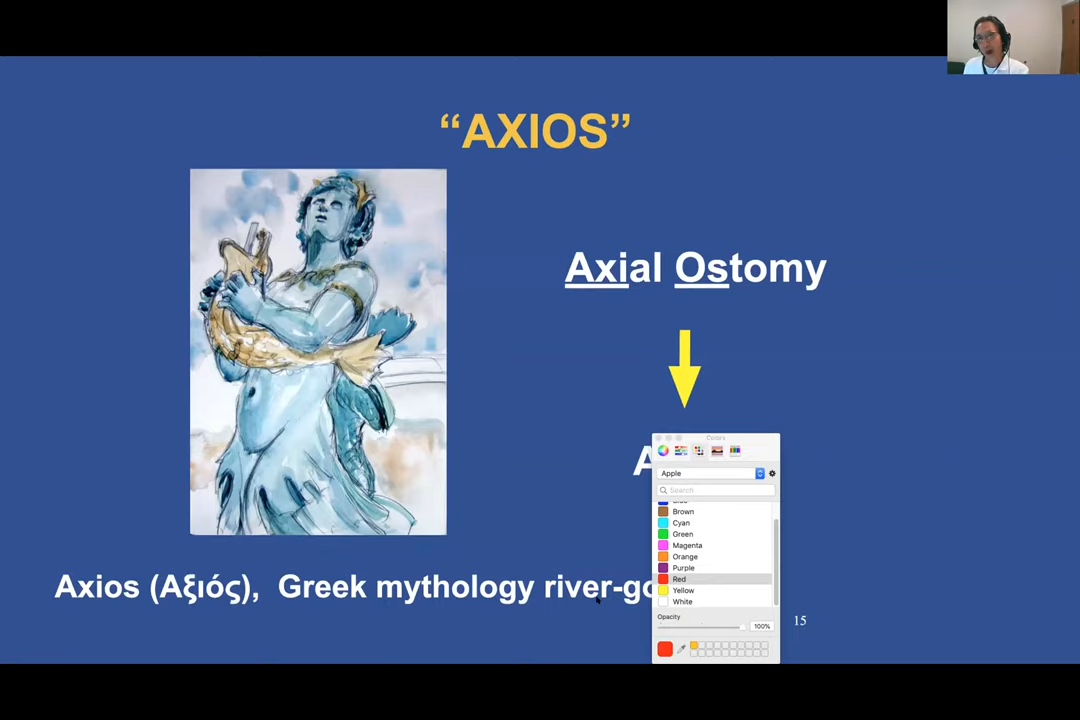 “AXIOS”
Axial Ostomy
Colors
Apple
Search
Brown
Cyan
Green
Magenta
Orange
Purple
Red
Yellow
White
Opacity
100%
Axios (Αξιός), Greek mythology river-go
15